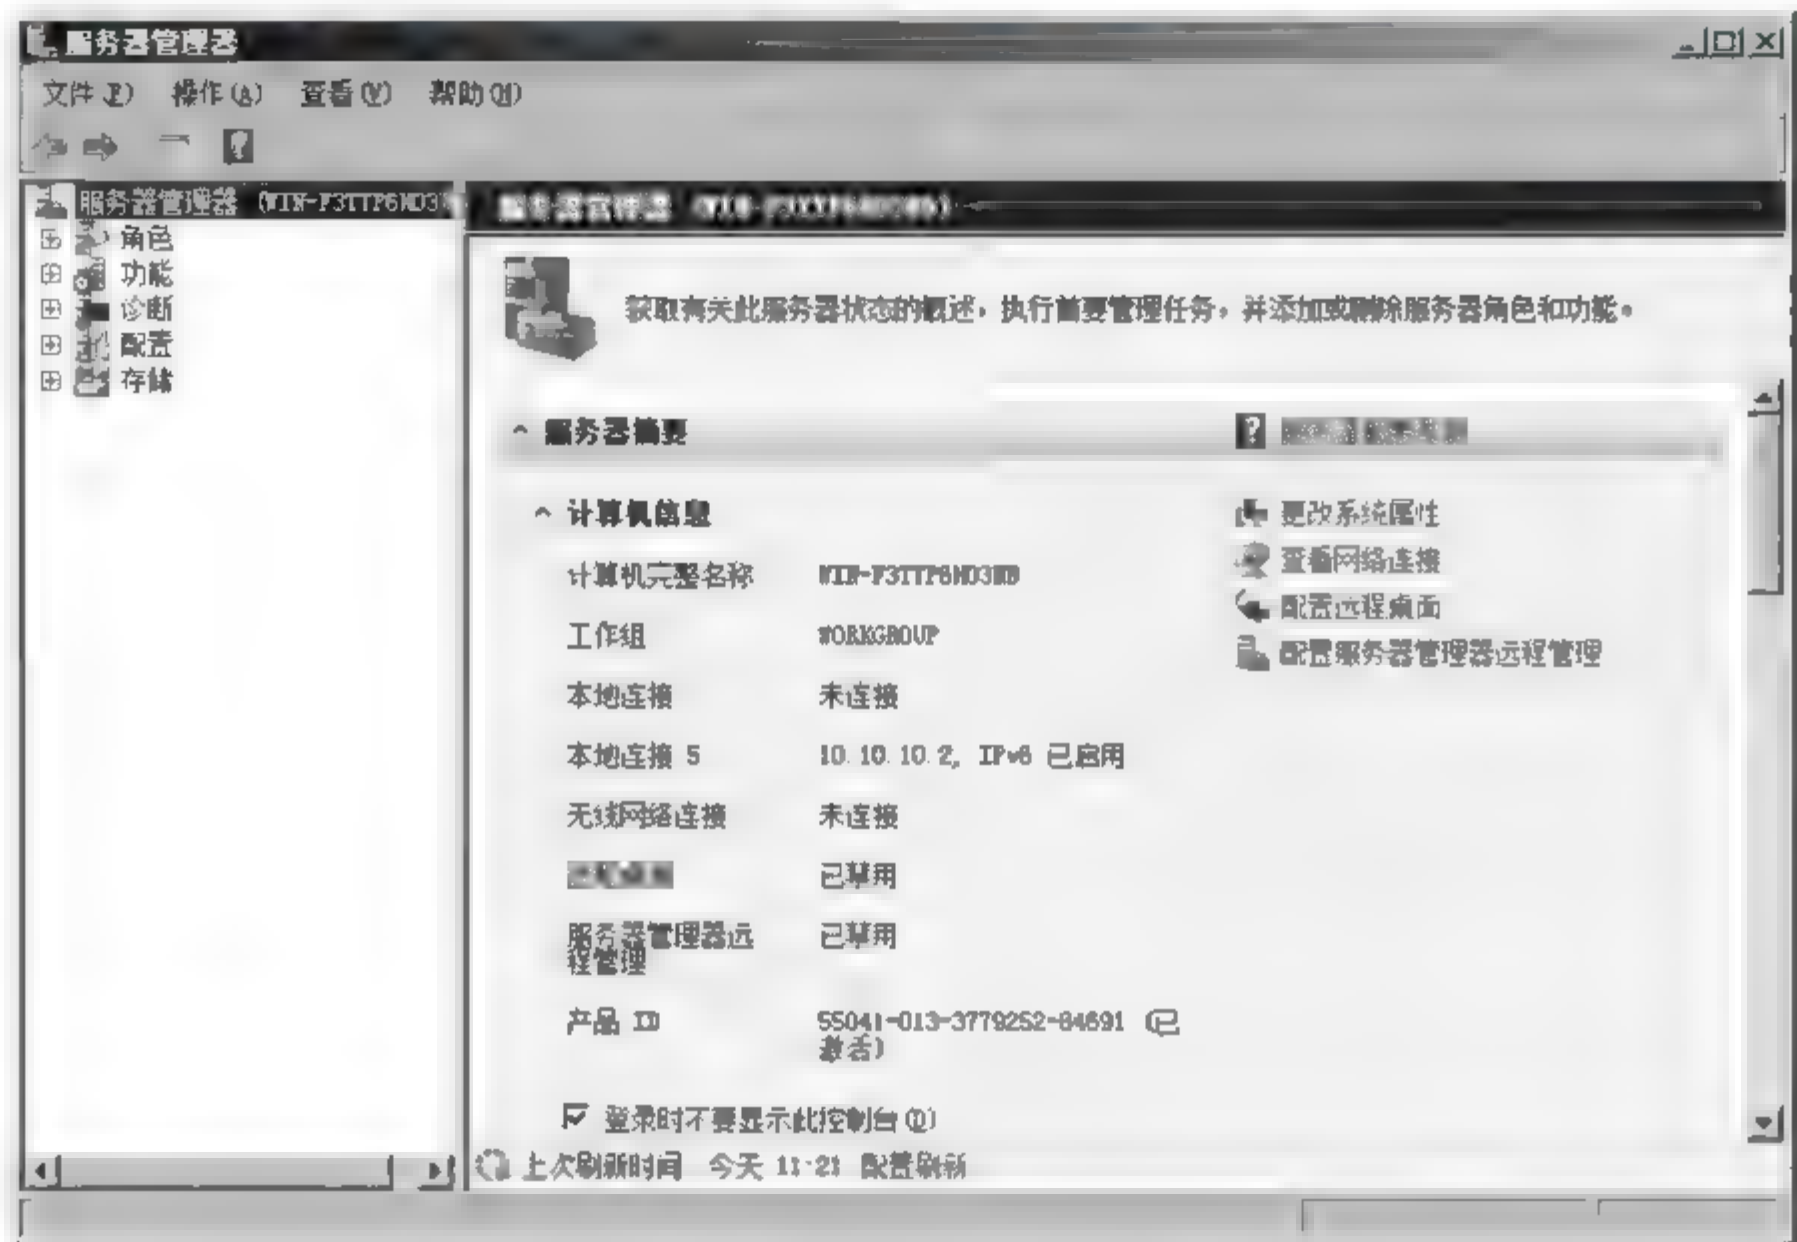 服务器管理器
文件(F) 操作(A) 查看(V) 帮助(H)
服务器管理器
服务器管理器
角色
功能
诊断
配置
存储
获取有关此服务器状态的概述，执行首要管理任务，并添加或删除服务器角色和功能。
服务器摘要
计算机信息
更改系统属性
计算机完整名称
查看网络连接
配置远程桌面
工作组 WORKGROUP
配置服务器管理器远程管理
本地连接 未连接
本地连接 5 10.10.10.2, IPv6 已启用
无线网络连接 未连接
已禁用
服务器管理器远 已禁用
程管理
产品 ID 55041-013-3779252-84691 (已
激活)
登录时不要显示此控制台(D)
上次刷新时间 今天 11:21 配置刷新